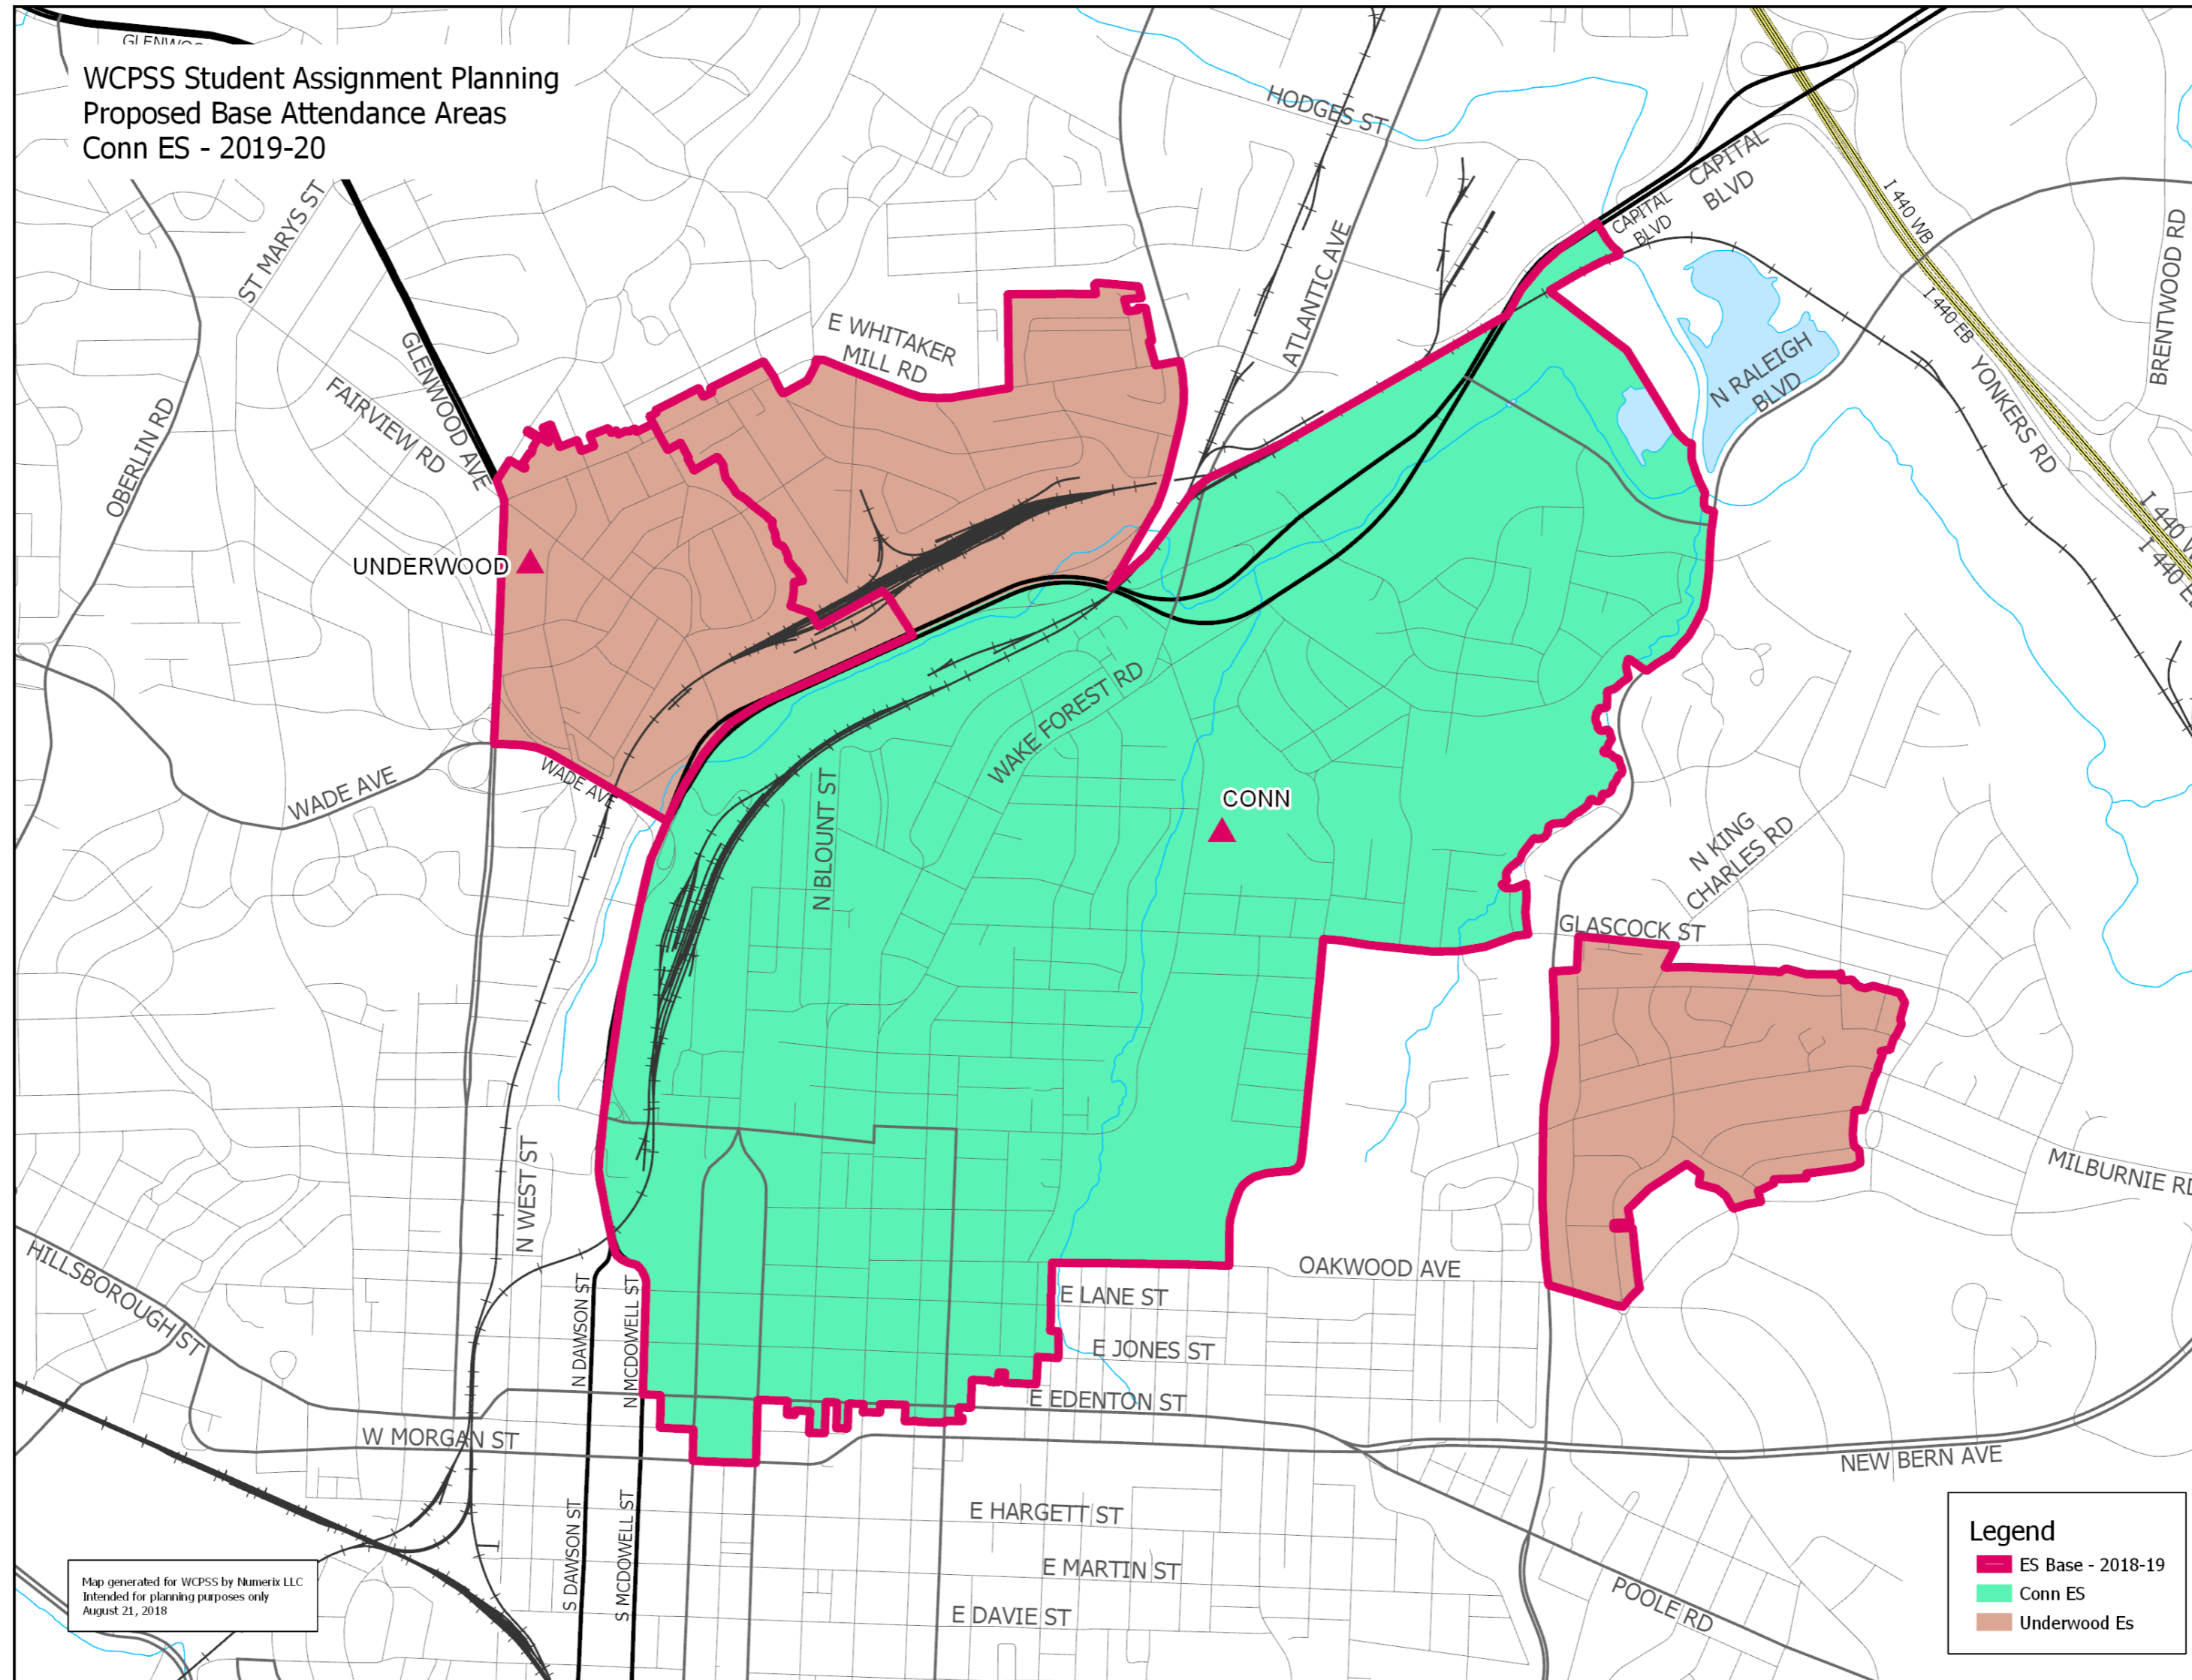 WCPSS Student Assignment Planning
Proposed Base Attendance Areas
Conn ES - 2019-20
HODGES ST
CAPITAL
BLVD
CAPITAL
BLVD
I 440 WB
I 440 EB
BRENTWOOD RD
ST MARYS ST
ATLANTIC AVE
E WHITAKER
MILL RD
GLENWOOD AVE
FAIRVIEW RD
OBERLIN RD
N RALEIGH
BLVD
YONKERS RD
UNDERWOOD
WAKE FOREST RD
WADE AVE
WADE AVE
N BLOUNT ST
CONN
N KING
CHARLES RD
GLASCOCK ST
MILBURNIE RD
N WEST ST
HILLSBOROUGH ST
OAKWOOD AVE
E LANE ST
N DAWSON ST
N MCDOWELL ST
E JONES ST
E EDENTON ST
W MORGAN ST
NEW BERN AVE
E HARGETT ST
S DAWSON ST
S MCDOWELL ST
E MARTIN ST
POOLE RD
E DAVIE ST
Legend
ES Base - 2018-19
Conn ES
Underwood Es
Map generated for WCPSS by Numerix LLC
Intended for planning purposes only
August 21, 2018